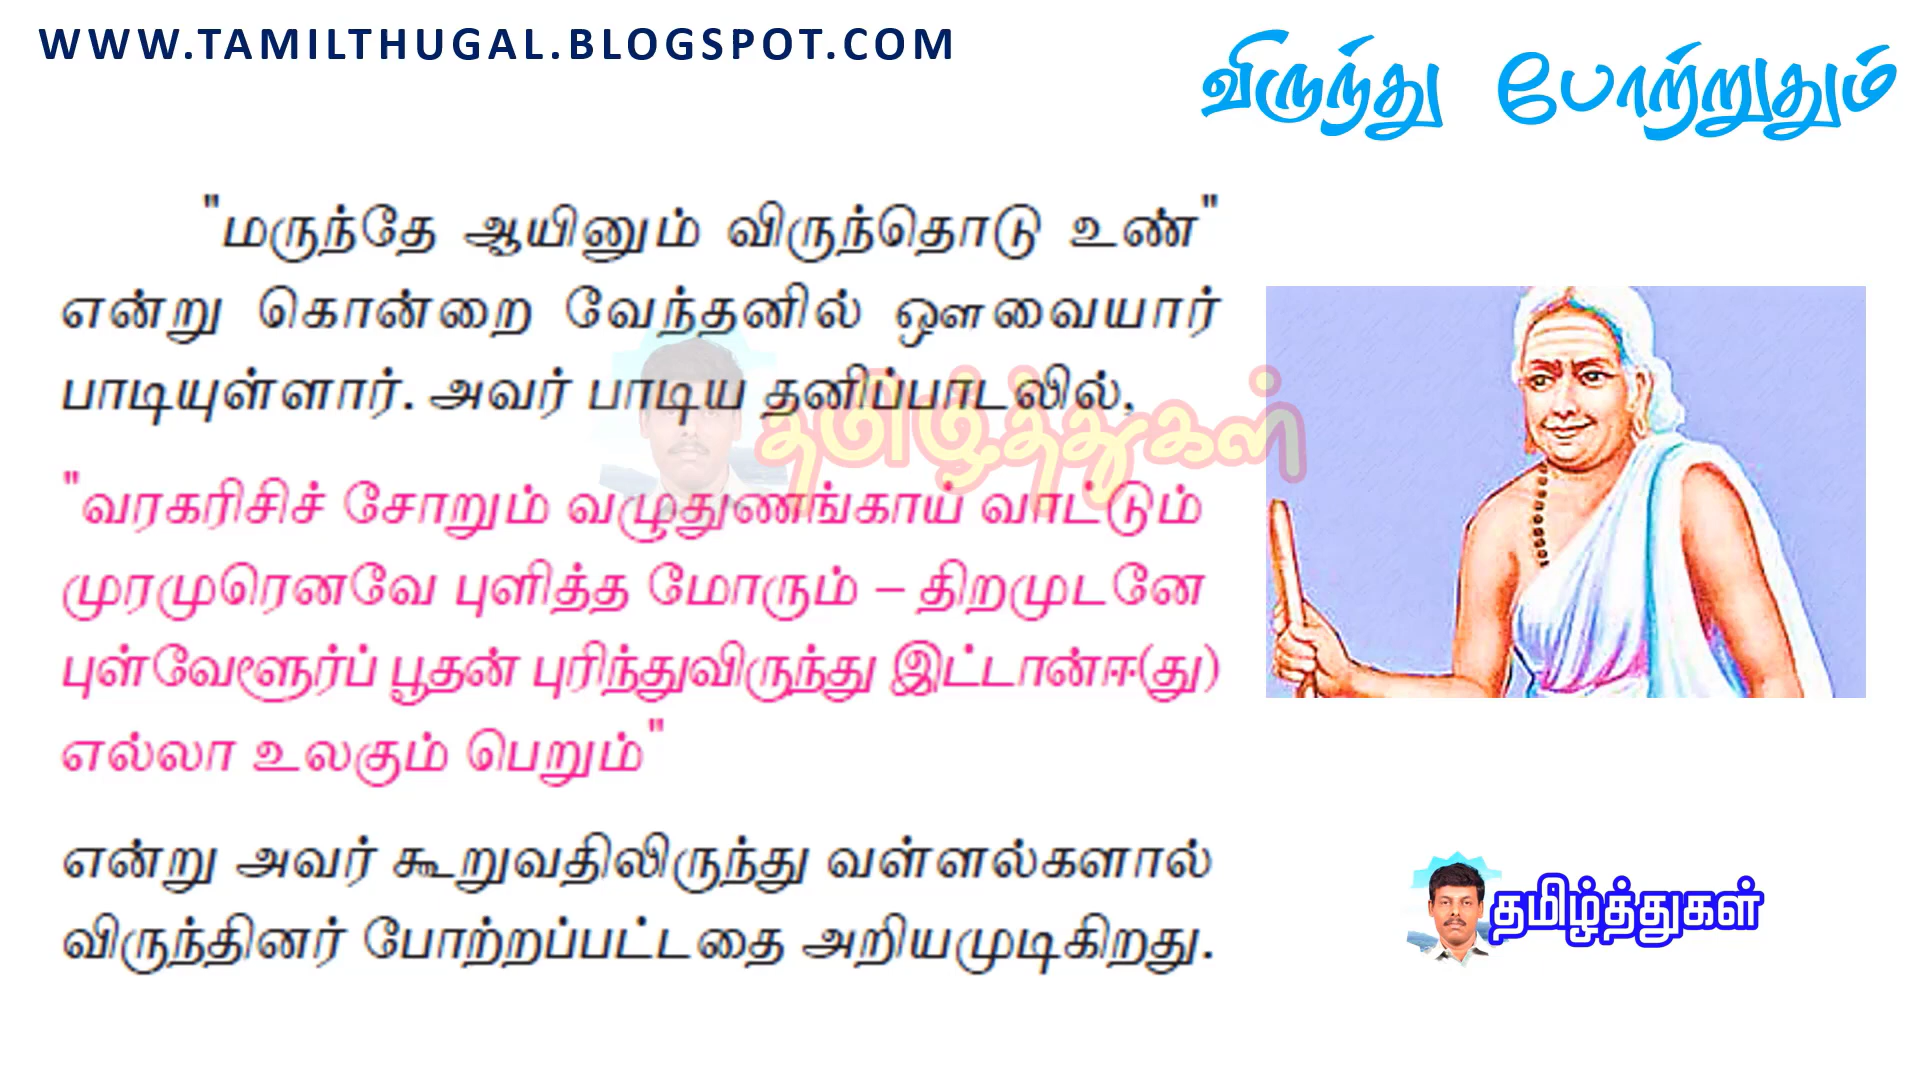 WWW.TAMILTHUGAL.BLOGSPOT.COM
விருந்து போற்றுதும்
"மருந்தே ஆயினும் விருந்தொடு உண்"
என்று கொன்றை வேந்தனில் ஔவையார்
பாடியுள்ளார். அவர் பாடிய தனிப்பாடலில்,
தமிழ்த்துகள்
"வரகரிசிச் சோறும் வழுதுணங்காய் வாட்டும்
முரமுரெனவே புளித்த மோரும் – திறமுடனே
புள்வேளூர்ப் பூதன் புரிந்துவிருந்து இட்டான்ஈ(து)
எல்லா உலகும் பெறும்"
என்று அவர் கூறுவதிலிருந்து வள்ளல்களால்
விருந்தினர் போற்றப்பட்டதை அறியமுடிகிறது.
தமிழ்த்துகள்